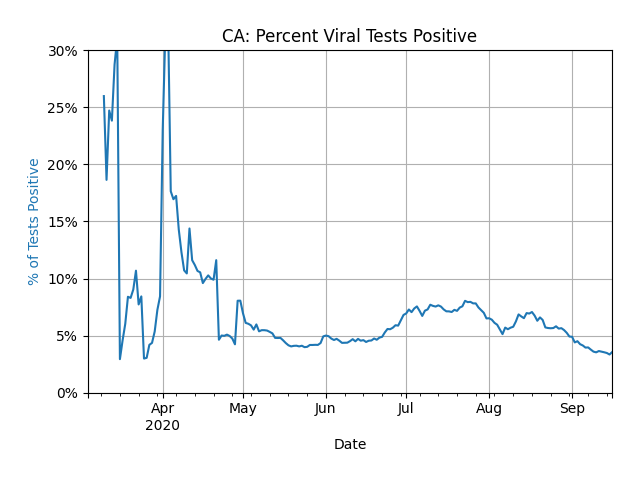 CA: Percent Viral Tests Positive
30%
25%
20%
15%
10%
5%
0%
% of Tests Positive
Apr
2020
May
Jun
Jul
Aug
Sep
Date